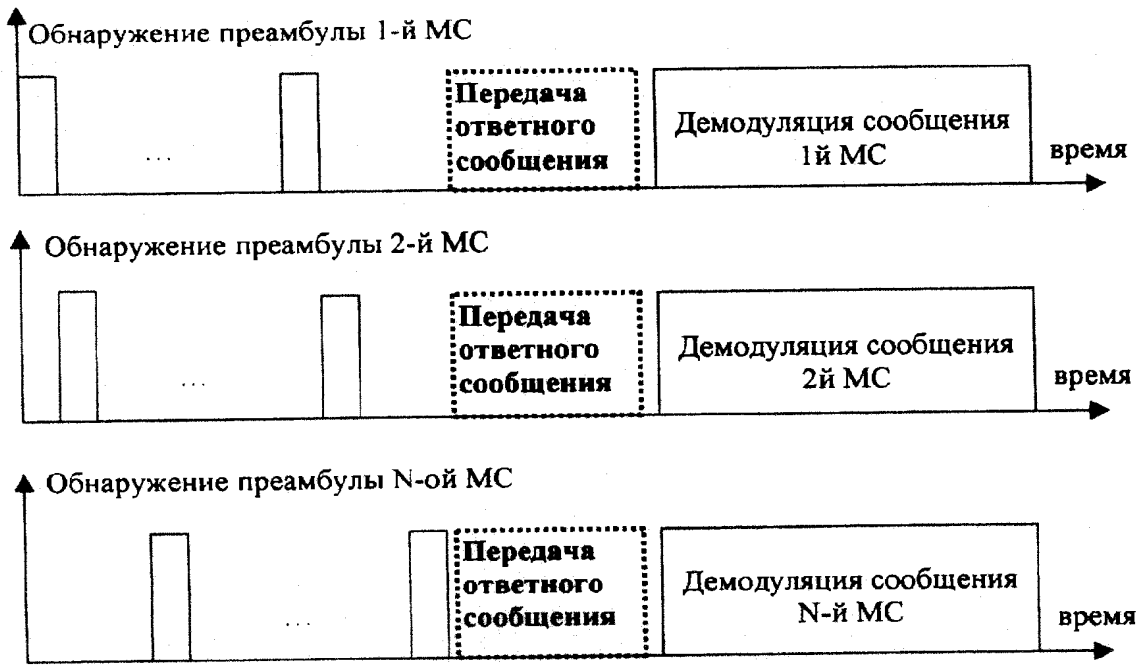 Обнаружение преамбулы 1-й МС
Передача
ответного
сообщения
Демодуляция сообщения
1й МС
время
...
Обнаружение преамбулы 2-й МС
Передача
ответного
сообщения
Демодуляция сообщения
2й МС
время
...
Обнаружение преамбулы N-ой МС
Передача
ответного
сообщения
Демодуляция сообщения
N-й МС
время
...